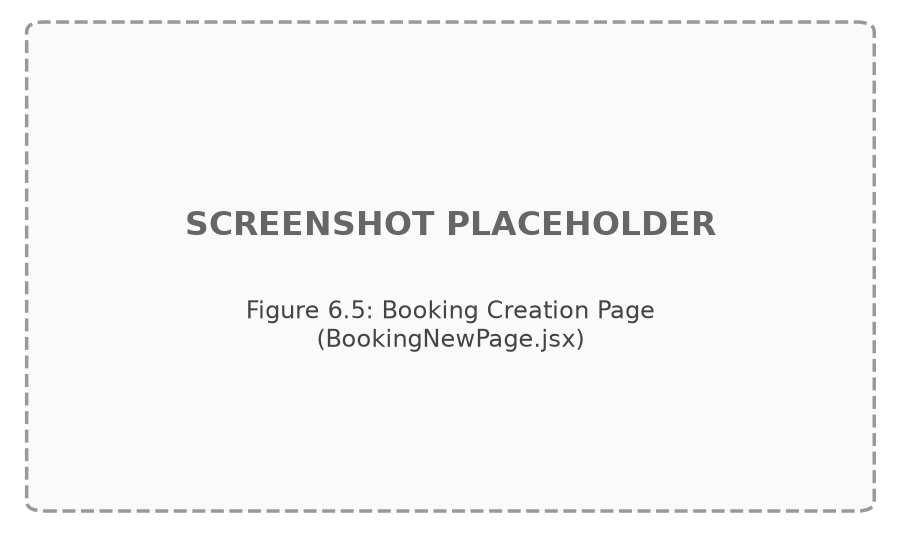 SCREENSHOT PLACEHOLDER
Figure 6.5: Booking Creation Page
(BookingNewPage.jsx)